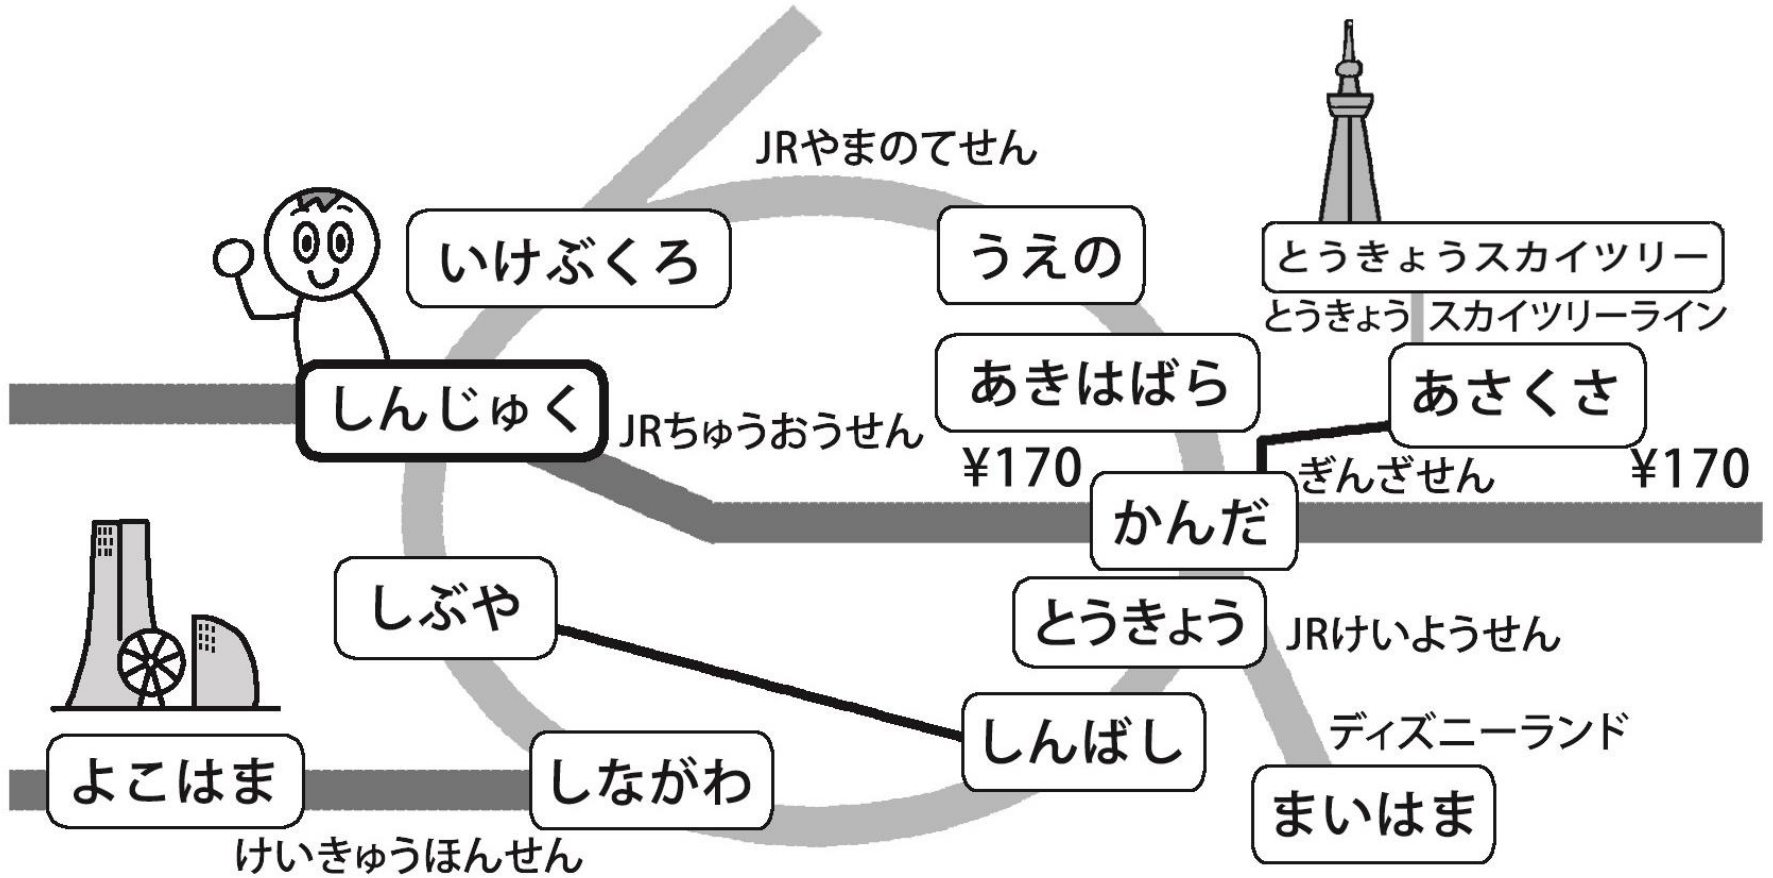 JRやまのてせん
いけぶくろ
うえの
とうきょうスカイツリー
とうきょう スカイツリーライン
あきはばら
あさくさ
しんじゅく
JRちゅうおうせん
¥170
ぎんざせん
¥170
かんだ
しぶや
とうきょう
JRけいようせん
しんばし
ディズニーランド
よこはま
しながわ
まいはま
けいきゅうほんせん